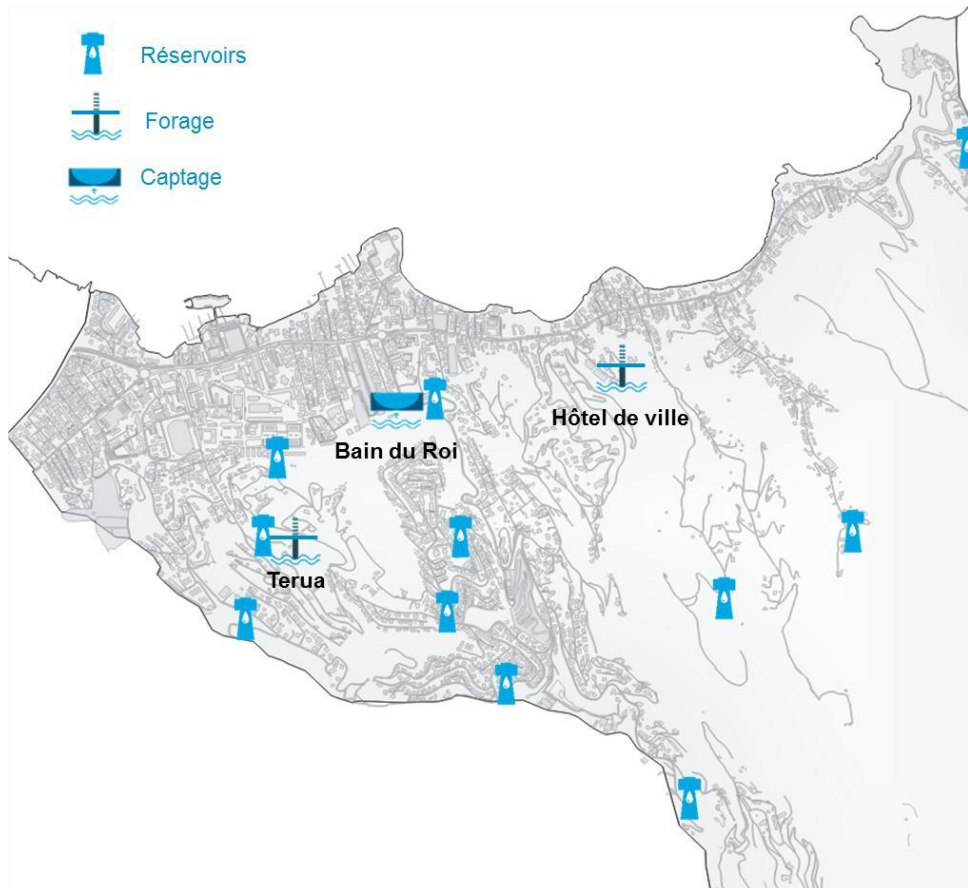 Réservoirs
Forage
Captage
Hôtel de ville
Bain du Roi
Terua